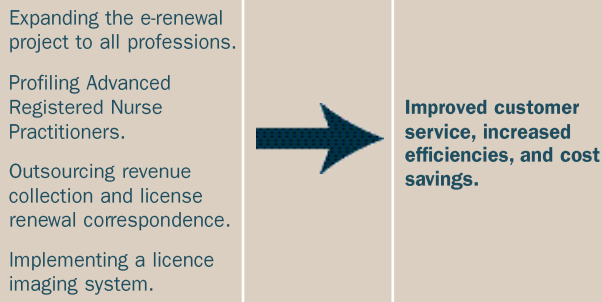 Expanding the e-renewal
project to all professions.
Profiling Advanced
Registered Nurse
Practitioners.
Outsourcing revenue
collection and license
renewal correspondence.
Implementing a licence
imaging system.
Improved customer
service, increased
efficiencies, and cost
savings.